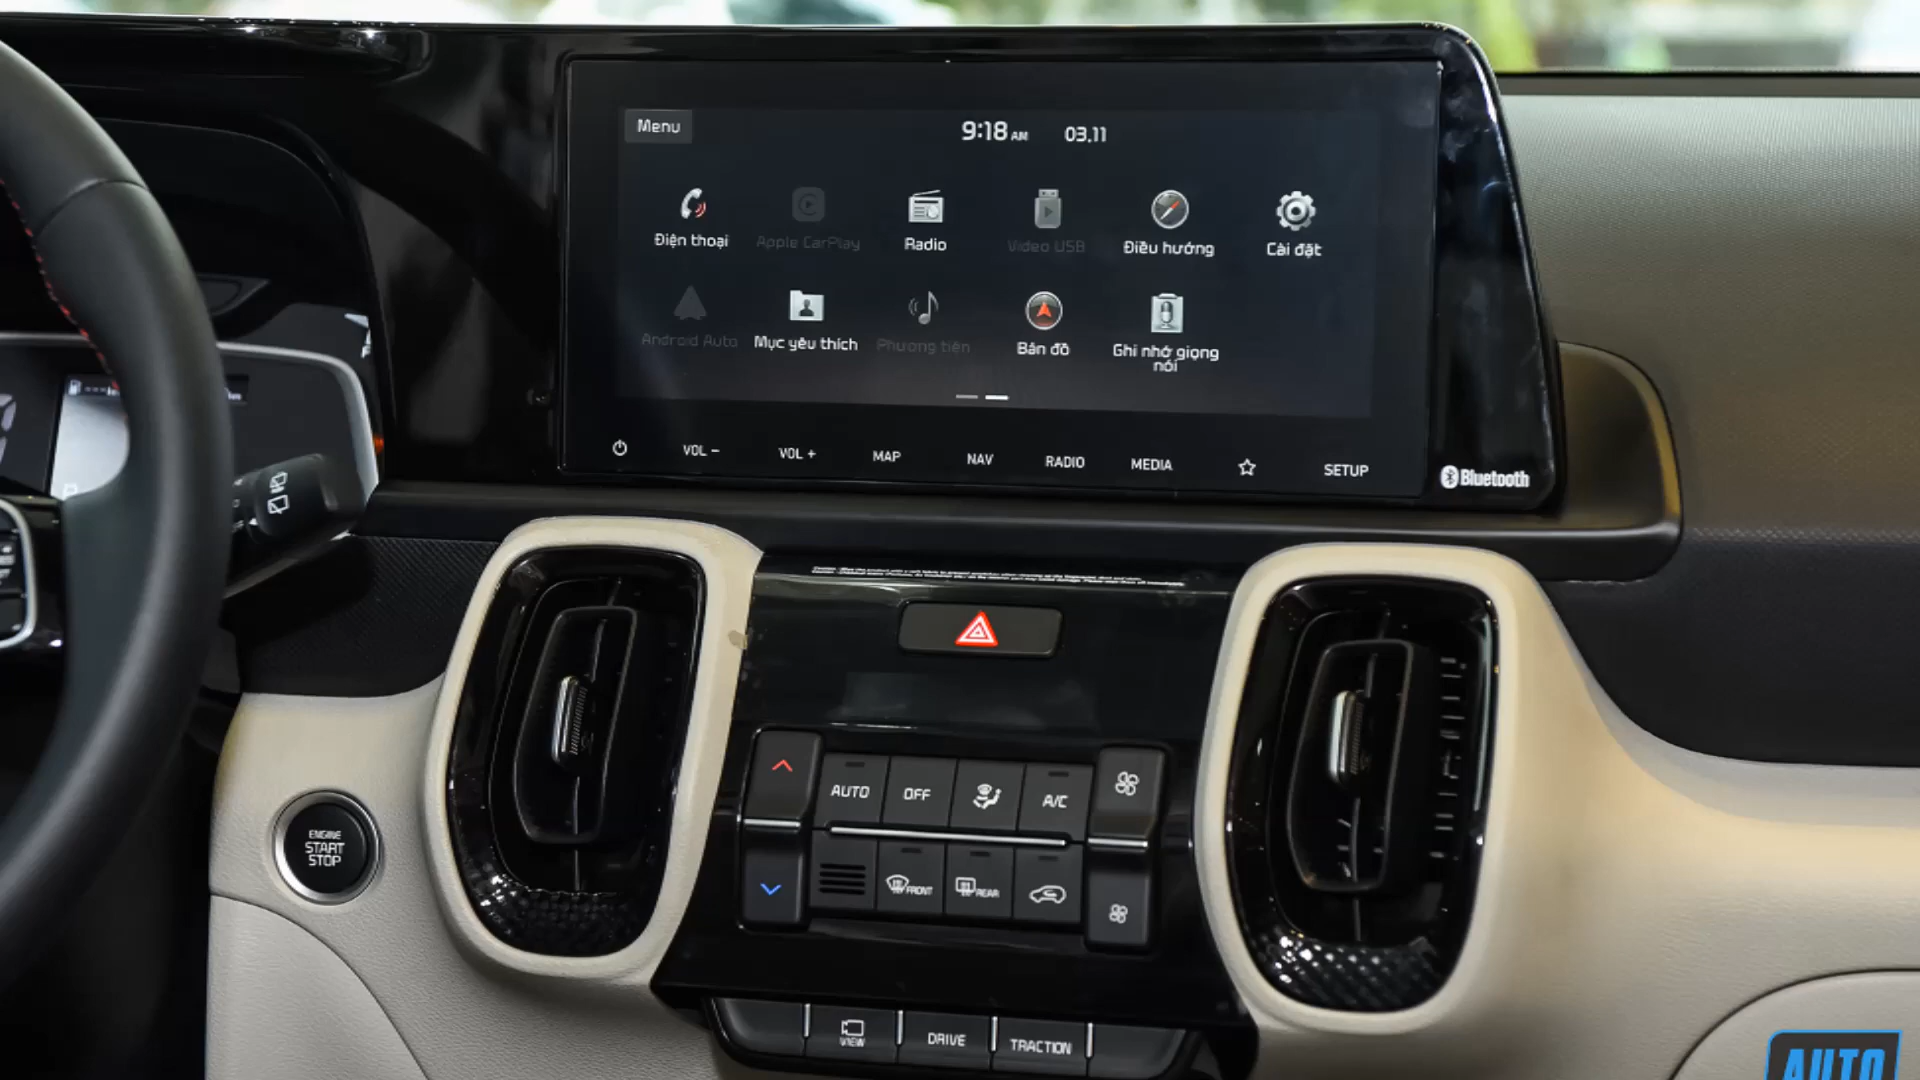 Menu
9:18 AM 03.11
Điện thoại
Apple CarPlay
Radio
Video USB
Điều hướng
Cài đặt
Android Auto
Mục yêu thích
Phương tiện
Bản đồ
Ghi nhớ giọng
nói
VOL − VOL + MAP NAV RADIO MEDIA SETUP
Bluetooth
AUTO OFF A/C
FRONT REAR
ENGINE
START
STOP
VIEW DRIVE TRACTION
AUTO